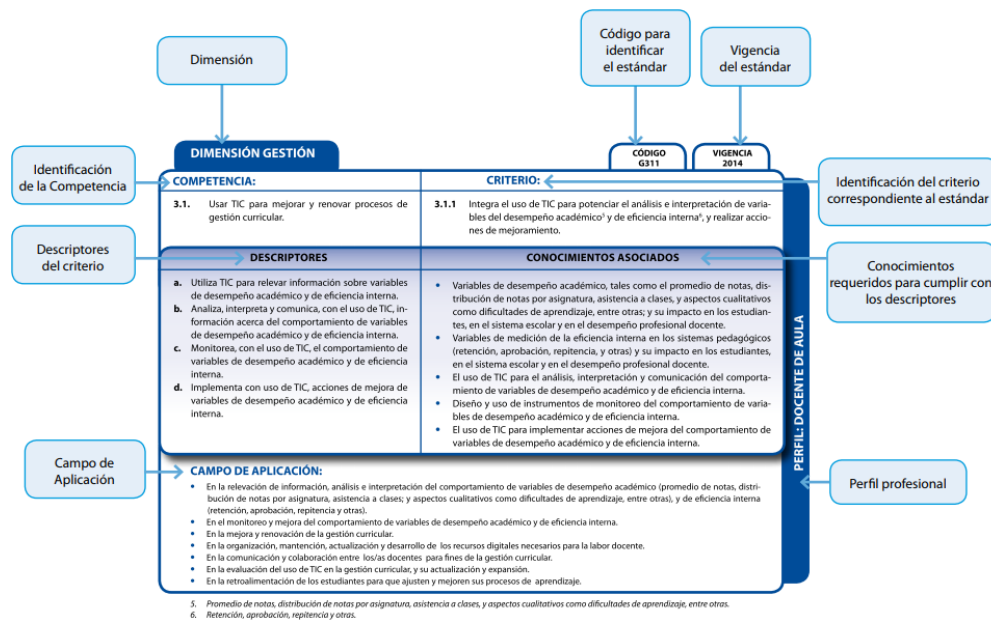 Dimensión
Código para
identificar
el estándar
Vigencia
del estándar
DIMENSIÓN GESTIÓN
CÓDIGO
G311
VIGENCIA
2014
Identificación
de la Competencia
COMPETENCIA:
CRITERIO:
Identificación del criterio
correspondiente al estándar
3.1. Usar TIC para mejorar y renovar procesos de
gestión curricular.
3.1.1 Integra el uso de TIC para potenciar el análisis e interpretación de varia-
bles del desempeño académico5 y de eficiencia interna6, y realizar accio-
nes de mejoramiento.
Descriptores
del criterio
DESCRIPTORES
CONOCIMIENTOS ASOCIADOS
Conocimientos
requeridos para cumplir con
los descriptores
a. Utiliza TIC para relevar información sobre variables
de desempeño académico y de eficiencia interna.
b. Analiza, interpreta y comunica, con el uso de TIC, in-
formación acerca del comportamiento de variables
de desempeño académico y de eficiencia interna.
c. Monitorea, con el uso de TIC, el comportamiento de
variables de desempeño académico y de eficiencia
interna.
d. Implementa con uso de TIC, acciones de mejora de
variables de desempeño académico y de eficiencia
interna.
• Variables de desempeño académico, tales como el promedio de notas, dis-
tribución de notas por asignatura, asistencia a clases, y aspectos cualitativos
como dificultades de aprendizaje, entre otras; y su impacto en los estudian-
tes, en el sistema escolar y en el desempeño profesional docente.
• Variables de medición de la eficiencia interna en los sistemas pedagógicos
(retención, aprobación, repitencia, y otras) y su impacto en los estudiantes,
en el sistema escolar y en el desempeño profesional docente.
• El uso de TIC para el análisis, interpretación y comunicación del comporta-
miento de variables de desempeño académico y de eficiencia interna.
• Diseño y uso de instrumentos de monitoreo del comportamiento de varia-
bles de desempeño académico y de eficiencia interna.
• El uso de TIC para implementar acciones de mejora del comportamiento de
variables de desempeño académico y de eficiencia interna.
PERFIL: DOCENTE DE AULA
Campo de
Aplicación
Perfil profesional
CAMPO DE APLICACIÓN:
• En la relevación de información, análisis e interpretación del comportamiento de variables de desempeño académico (promedio de notas, distri-
bución de notas por asignatura, asistencia a clases; y aspectos cualitativos como dificultades de aprendizaje, entre otras), y de eficiencia interna
(retención, aprobación, repitencia y otras).
• En el monitoreo y mejora del comportamiento de variables de desempeño académico y de eficiencia interna.
• En la mejora y renovación de la gestión curricular.
• En la organización, mantención, actualización y desarrollo de los recursos digitales necesarios para la labor docente.
• En la comunicación y colaboración entre los/as docentes para fines de la gestión curricular.
• En la evaluación del uso de TIC en la gestión curricular, y su actualización y expansión.
• En la retroalimentación de los estudiantes para que ajusten y mejoren sus procesos de aprendizaje.
5. Promedio de notas, distribución de notas por asignatura, asistencia a clases, y aspectos cualitativos como dificultades de aprendizaje, entre otras.
6. Retención, aprobación, repitencia y otras.